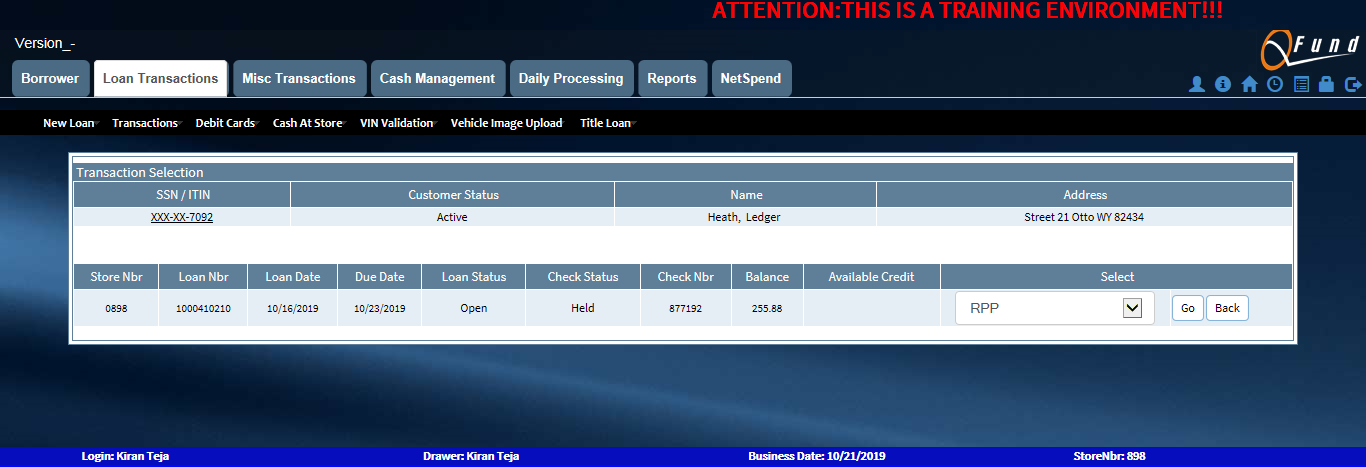 ATTENTION:THIS IS A TRAINING ENVIRONMENT!!!
Version_-
QFund
Borrower Loan Transactions Misc Transactions Cash Management Daily Processing Reports NetSpend
New Loan Transactions Debit Cards Cash At Store VIN Validation Vehicle Image Upload Title Loan
Transaction Selection
SSN / ITIN Customer Status Name Address
XXX-XX-7092 Active Heath, Ledger Street 21 Otto WY 82434
Store Nbr Loan Nbr Loan Date Due Date Loan Status Check Status Check Nbr Balance Available Credit Select
0898 1000410210 10/16/2019 10/23/2019 Open Held 877192 255.88 RPP Go Back
Login: Kiran Teja Drawer: Kiran Teja Business Date: 10/21/2019 StoreNbr: 898